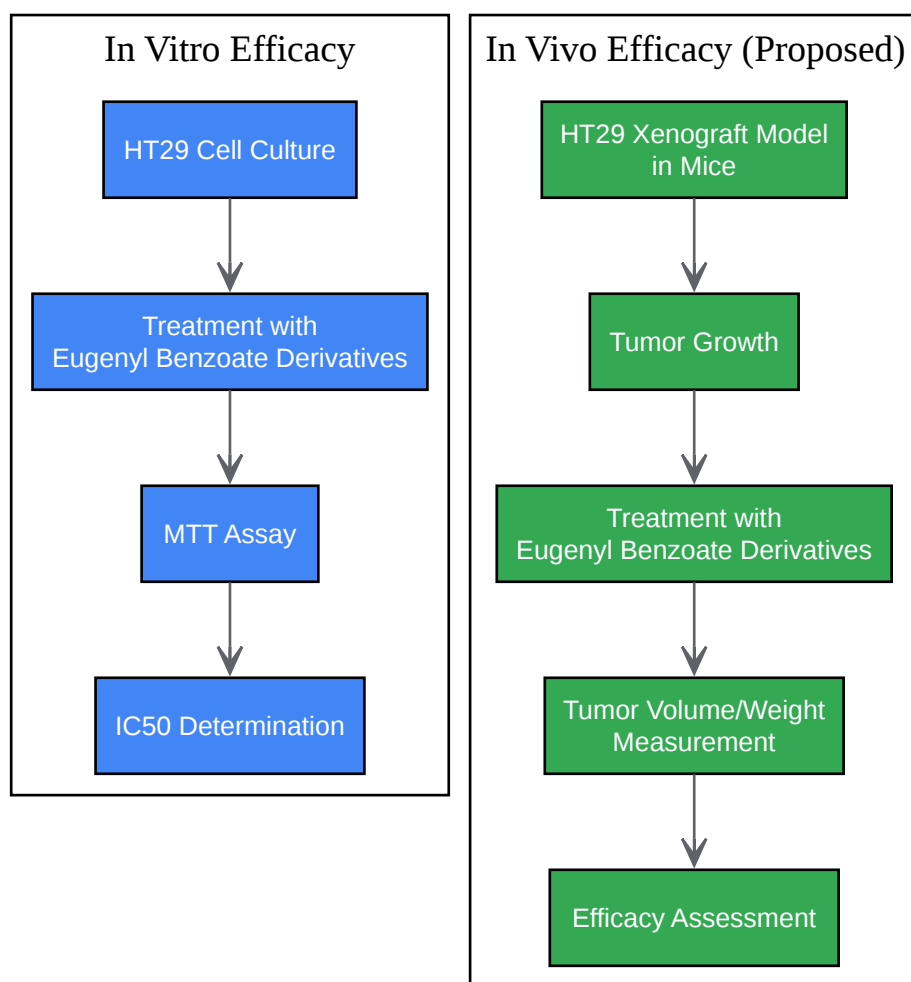 In Vitro Efficacy
HT29 Cell Culture
Treatment with
Eugenyl Benzoate Derivatives
MTT Assay
IC50 Determination
In Vivo Efficacy (Proposed)
HT29 Xenograft Model
in Mice
Tumor Growth
Treatment with
Eugenyl Benzoate Derivatives
Tumor Volume/Weight
Measurement
Efficacy Assessment